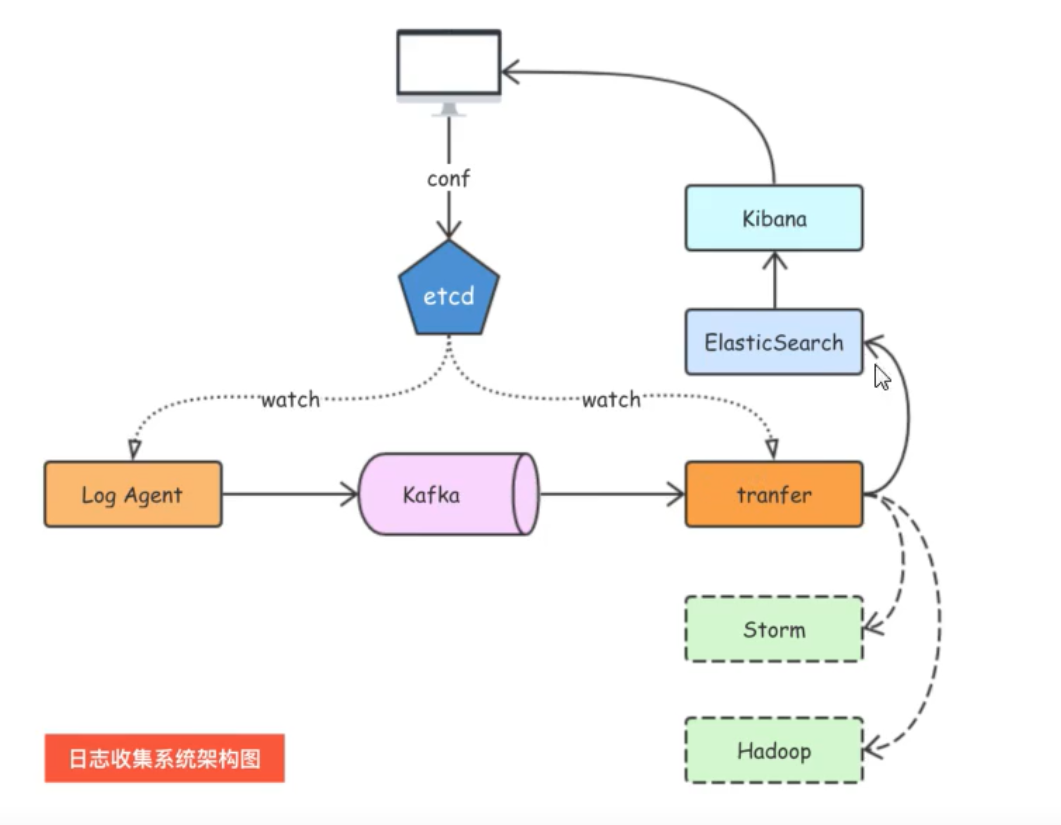 conf
Kibana
etcd
ElasticSearch
watch
watch
Log Agent
Kafka
tranfer
Storm
Hadoop
日志收集系统架构图